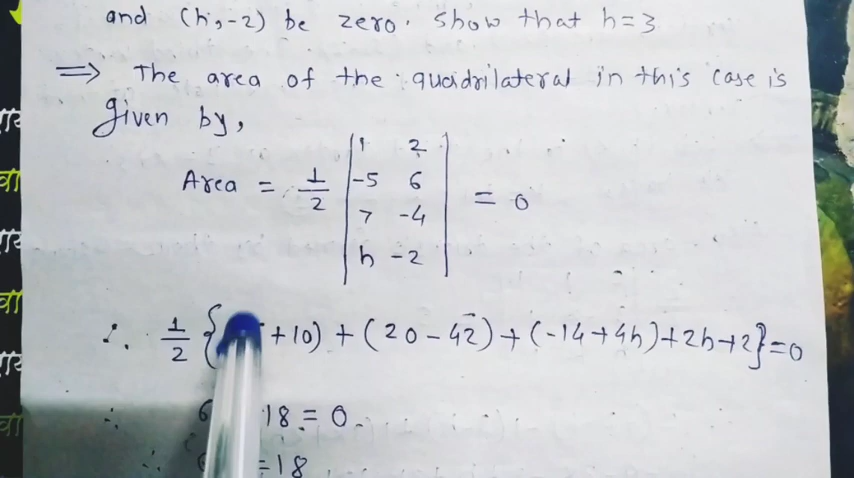 and (h,-2) be zero. show that h=3
⇒ The area of the quadrilateral in this case is
given by,
Area = 1/2 | 1 2
-5 6
7 -4
h -2 | = 0
∴ 1/2 { +10) + (20-42) + (-14+4h) + 2h+2} = 0
∴ 6 18 = 0.
∴ =18